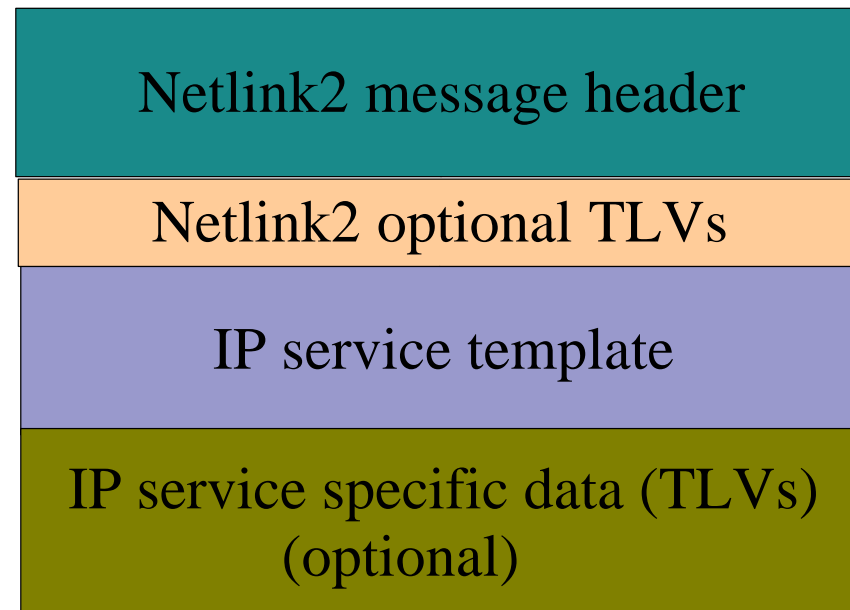 Netlink2 message header
Netlink2 optional TLVs
IP service template
IP service specific data (TLVs)
(optional)